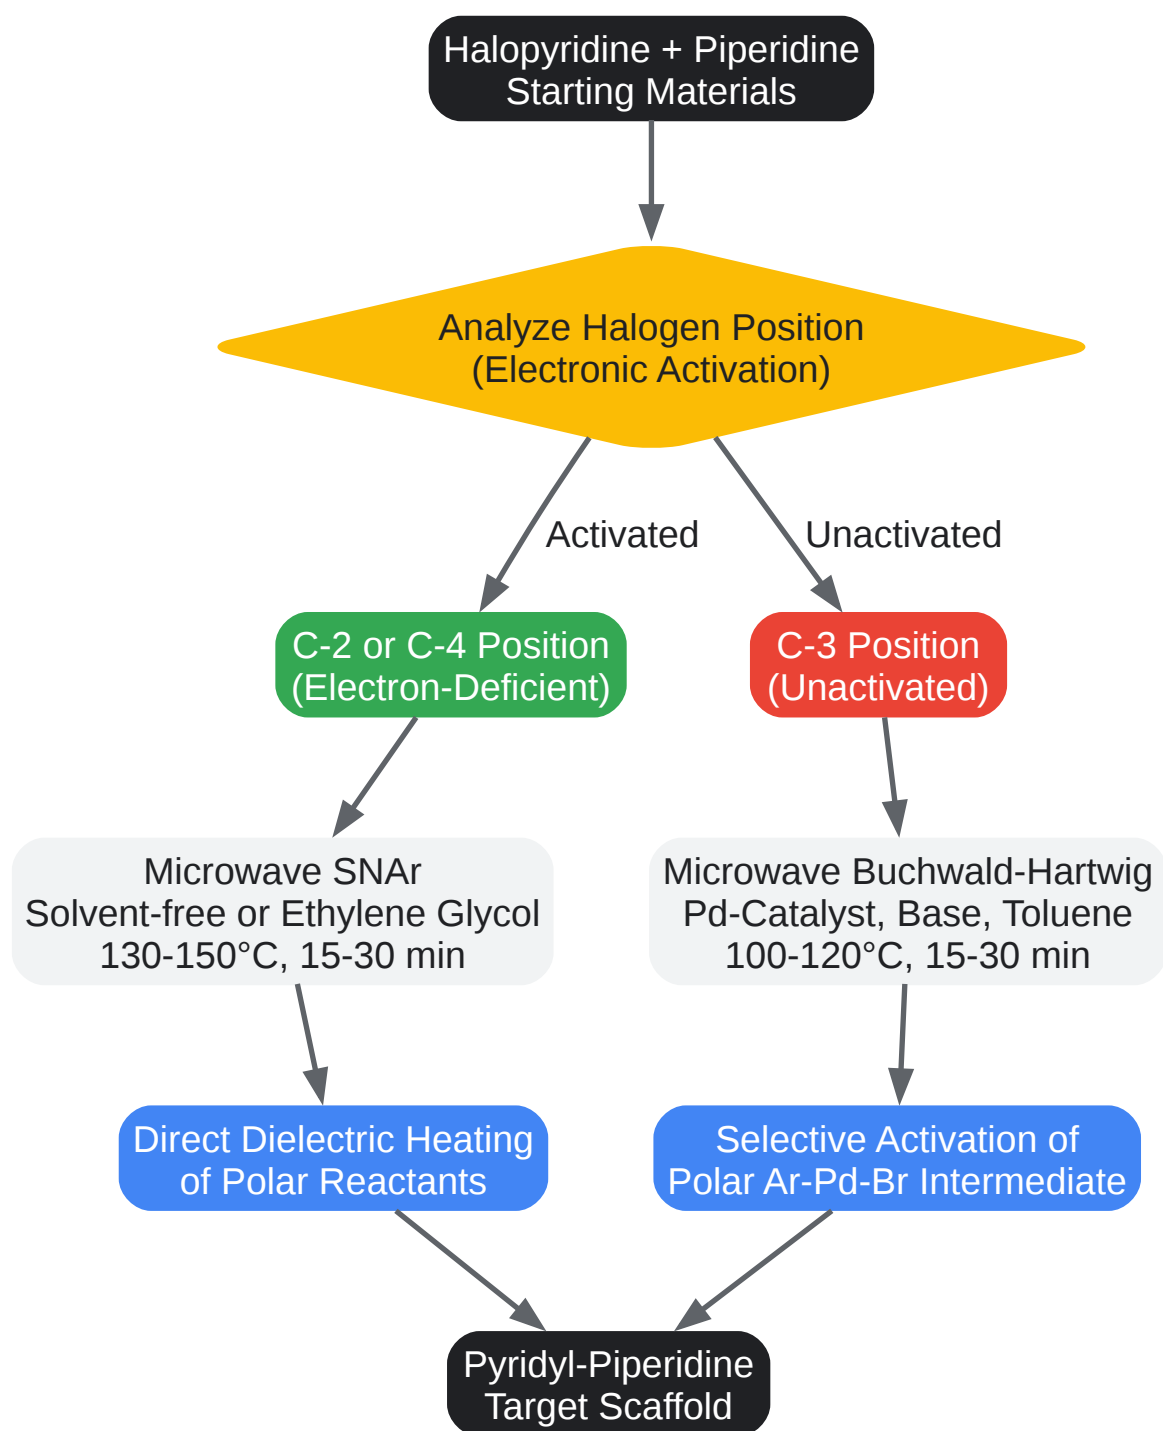 Halopyridine + Piperidine
Starting Materials
Analyze Halogen Position
(Electronic Activation)
Activated
Unactivated
C-2 or C-4 Position
(Electron-Deficient)
C-3 Position
(Unactivated)
Microwave SNAr
Solvent-free or Ethylene Glycol
130-150°C, 15-30 min
Microwave Buchwald-Hartwig
Pd-Catalyst, Base, Toluene
100-120°C, 15-30 min
Direct Dielectric Heating
of Polar Reactants
Selective Activation of
Polar Ar-Pd-Br Intermediate
Pyridyl-Piperidine
Target Scaffold